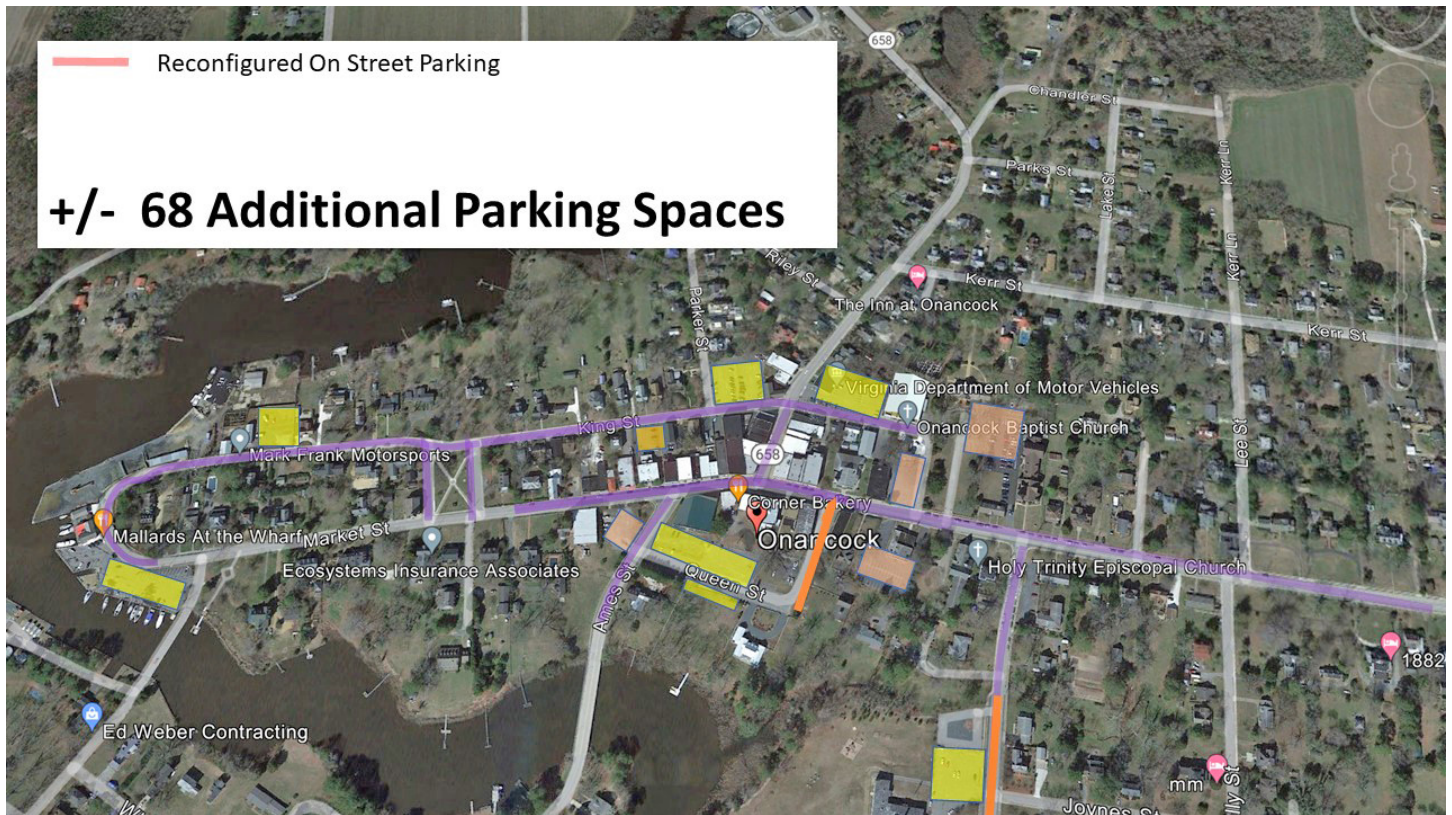 Reconfigured On Street Parking
+/- 68 Additional Parking Spaces
658
Chandler St
Parks St
Lake St
Kerr Ln
Kerr Ln
Riley St
Kerr St
The Inn at Onancock
Kerr St
Parker St
Virginia Department of Motor Vehicles
King St
Onancock Baptist Church
Lee St
Mark Frank Motorsports
658
Corner Bakery
Mallards At the Wharf
Market St
Onancock
Ecosystems Insurance Associates
Holy Trinity Episcopal Church
Queen St
Ames St
1882
Ed Weber Contracting
mm
Joynes St